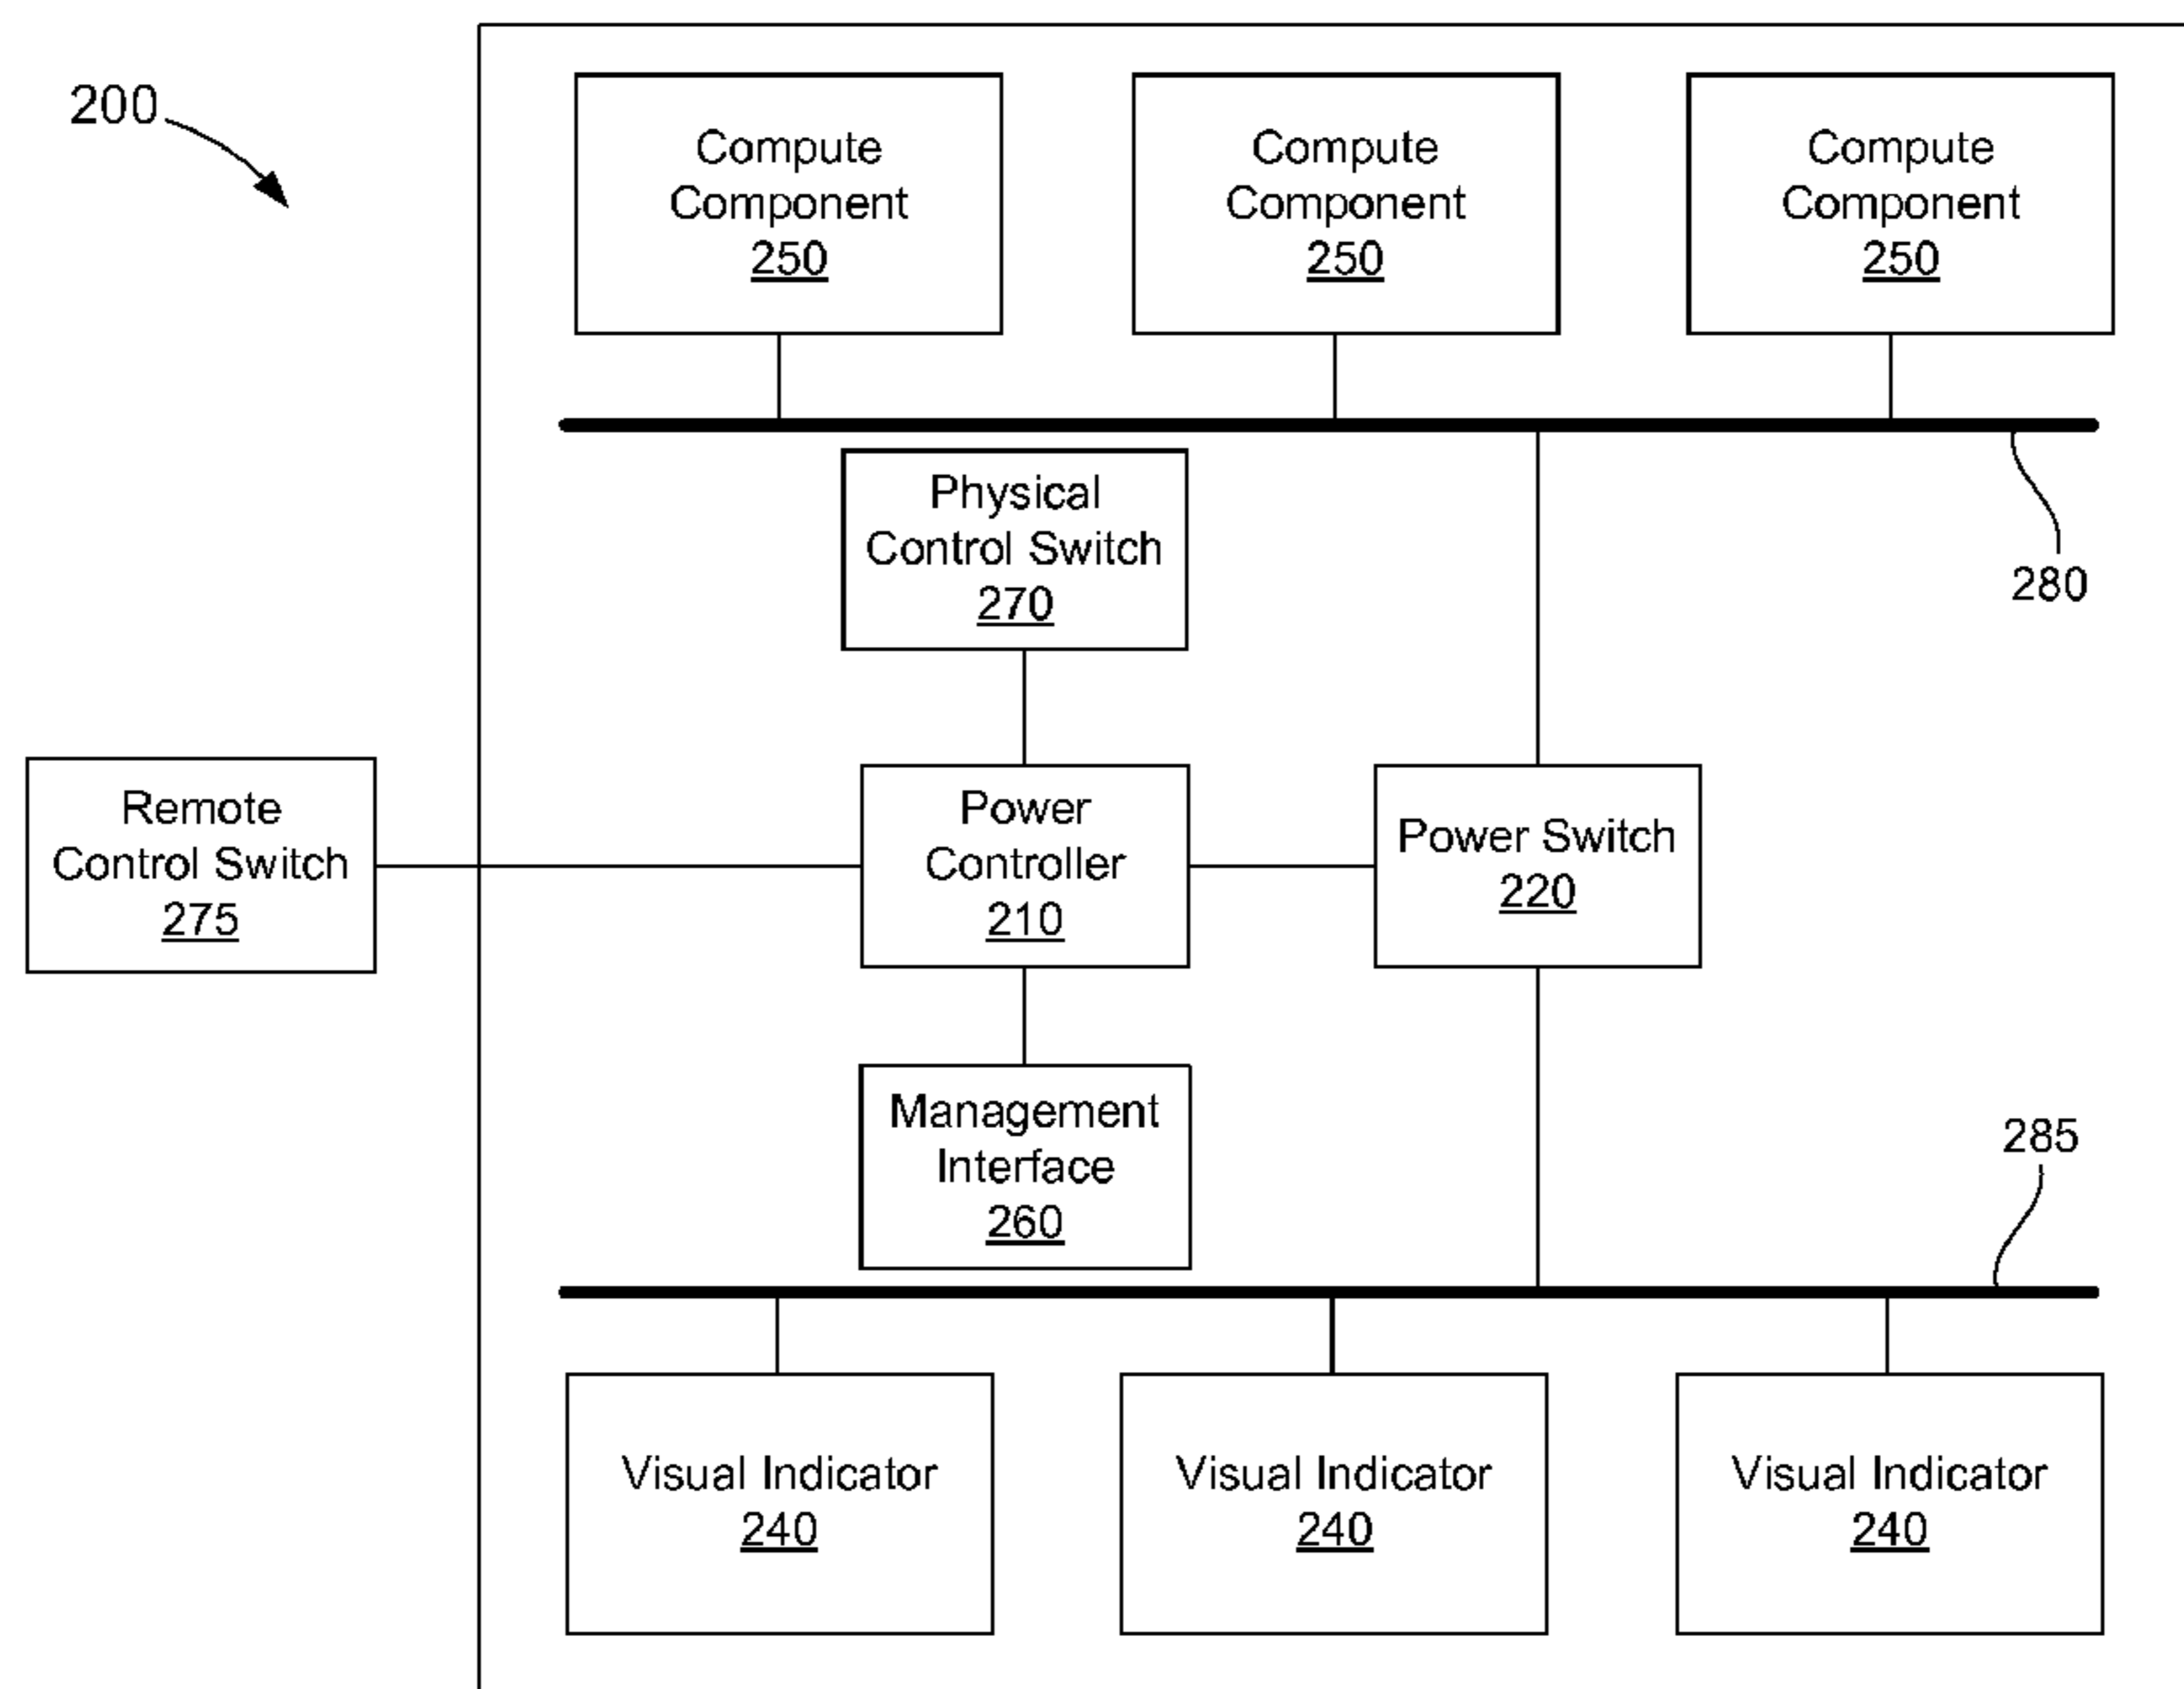 200
Compute
Component
250
Compute
Component
250
Compute
Component
250
280
Physical
Control Switch
270
Remote
Control Switch
275
Power
Controller
210
Power Switch
220
Management
Interface
260
285
Visual Indicator
240
Visual Indicator
240
Visual Indicator
240